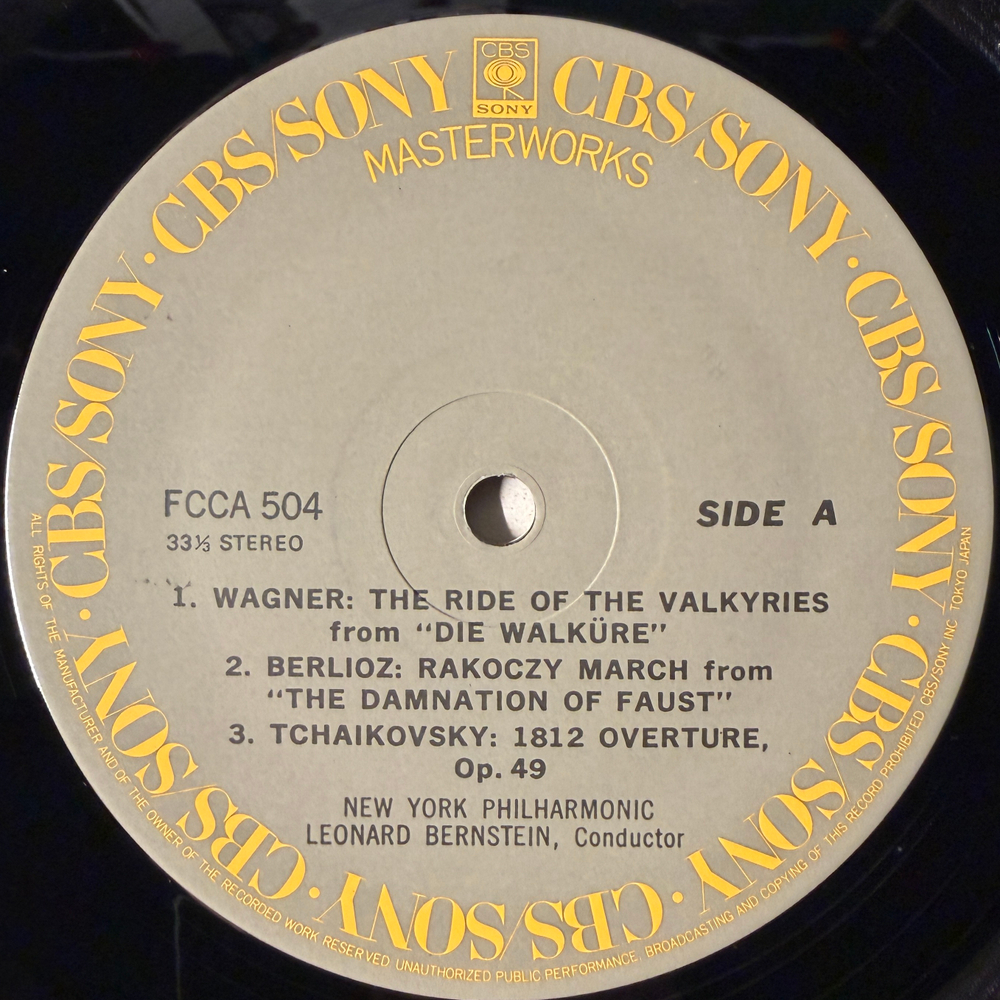 CBS
SONY
CBS/SONY · CBS/SONY · CBS/SONY · CBS/SONY · CBS/SONY · CBS/SONY · CBS/SONY
MASTERWORKS
FCCA 504
33⅓ STEREO
SIDE A
1. WAGNER: THE RIDE OF THE VALKYRIES
from “DIE WALKÜRE”
2. BERLIOZ: RAKOCZY MARCH from
“THE DAMNATION OF FAUST”
3. TCHAIKOVSKY: 1812 OVERTURE,
Op. 49
NEW YORK PHILHARMONIC
LEONARD BERNSTEIN, Conductor
ALL RIGHTS OF THE MANUFACTURER AND OF THE OWNER OF THE RECORDED WORK RESERVED. UNAUTHORIZED PUBLIC PERFORMANCE, BROADCASTING AND COPYING OF THIS RECORD PROHIBITED CBS/SONY INC TOKYO JAPAN